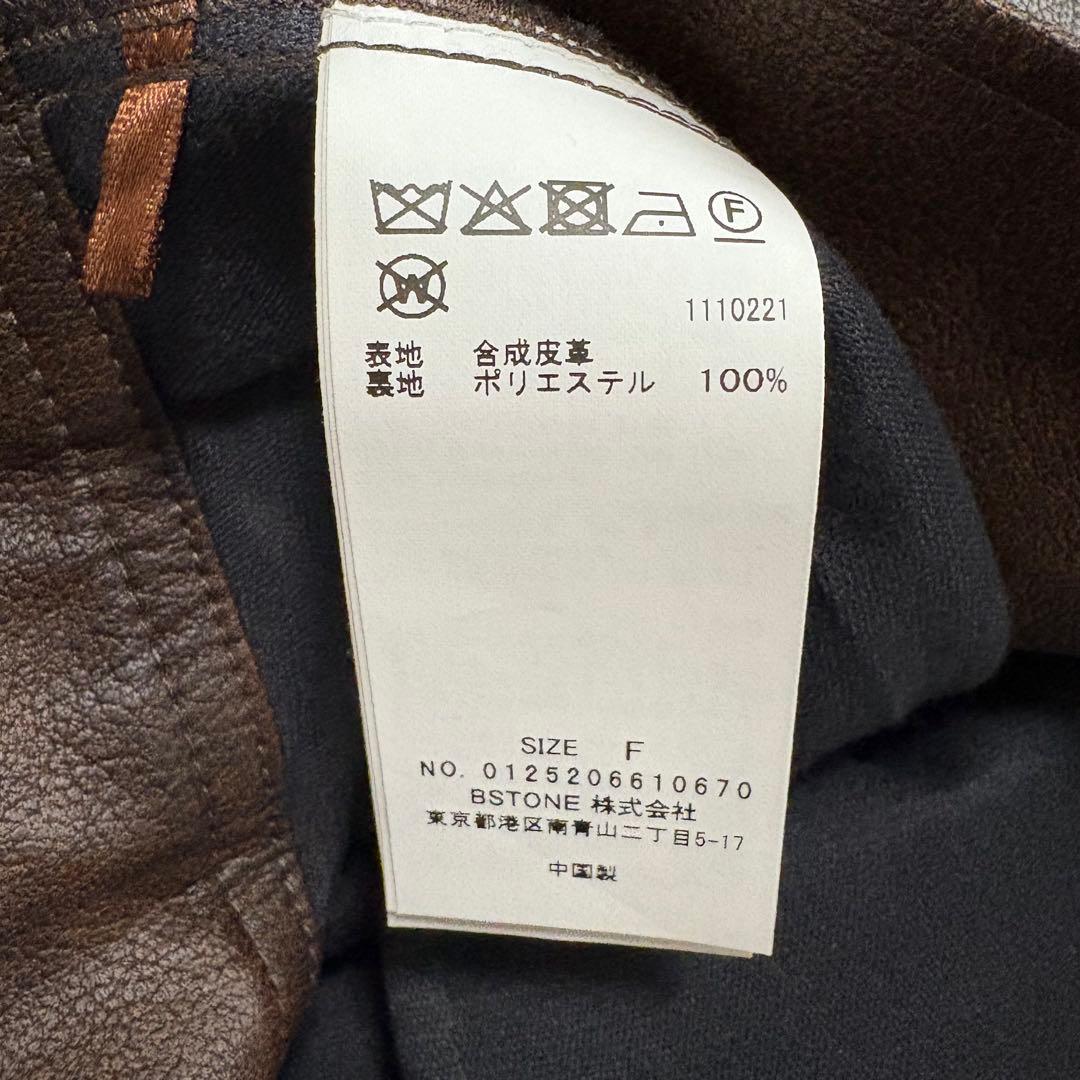 F
W
1110221
表地 合成皮革
裏地 ポリエステル 100%
SIZE F
NO. 0125206610670
BSTONE 株式会社
東京都港区南青山二丁目5-17
中国製